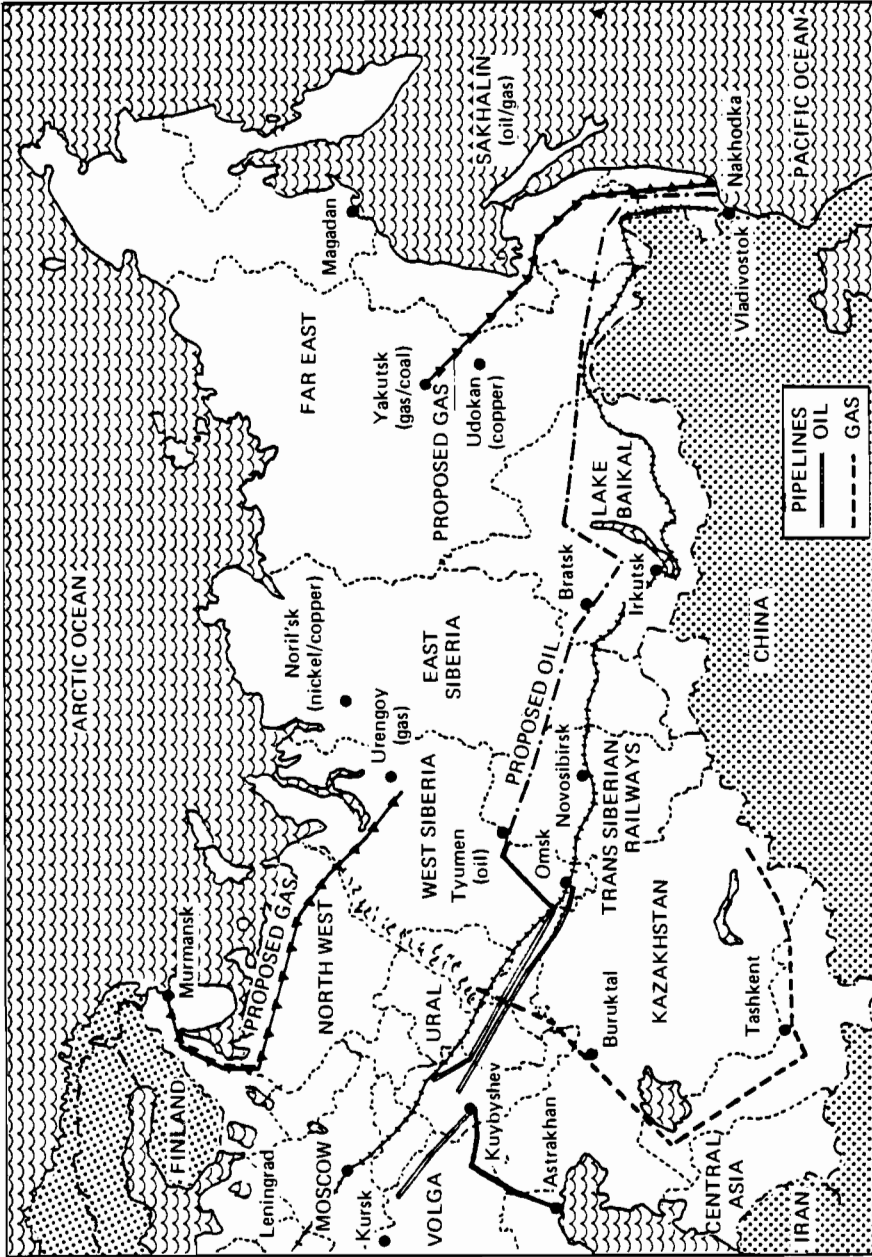 ARCTIC OCEAN
Murmansk
PROPOSED GAS
FINLAND
Leningrad
NORTH WEST
MOSCOW
Kursk
VOLGA
URAL
Kuybyshev
Astrakhan
Noril'sk
(nickel/copper)
Urengoy
(gas)
WEST SIBERIA
Tyumen
(oil)
EAST
SIBERIA
PROPOSED OIL
Omsk
Novosibirsk
TRANS SIBERIAN
RAILWAYS
Buruktal
KAZAKHSTAN
Tashkent
CENTRAL
ASIA
IRAN
FAR EAST
Magadan
Yakutsk
(gas/coal)
PROPOSED GAS
Udokan
(copper)
SAKHALIN
(oil/gas)
Bratsk
LAKE
BAIKAL
Irkutsk
CHINA
Vladivostok
Nakhodka
PACIFIC OCEAN
PIPELINES
OIL
GAS